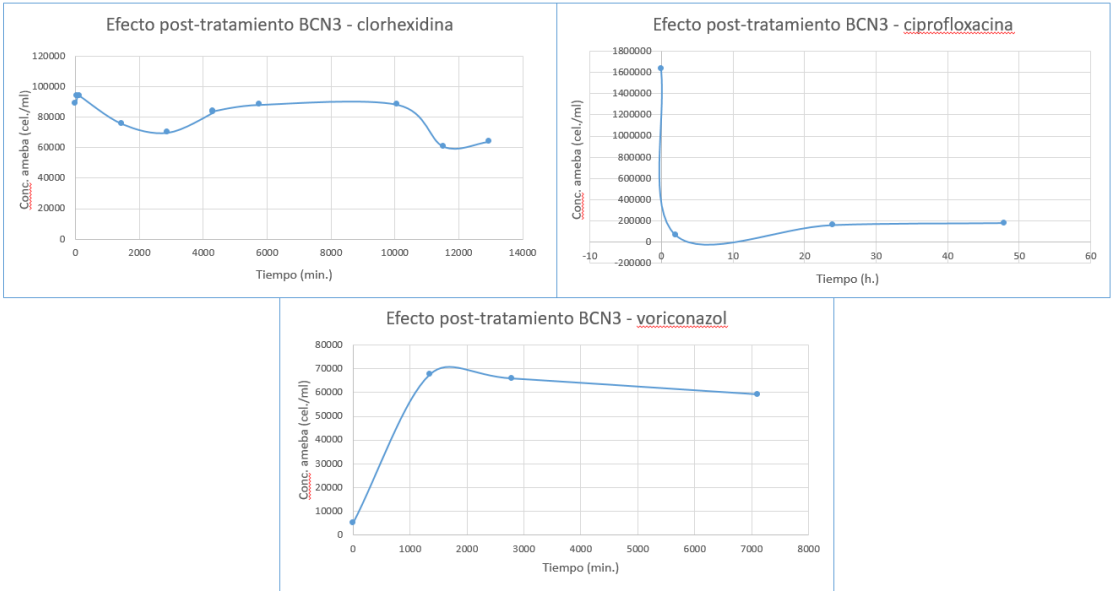 Efecto post-tratamiento BCN3 - clorhexidina
Conc. ameba (cel./ml)
120000
100000
80000
60000
40000
20000
0
0 2000 4000 6000 8000 10000 12000 14000
Tiempo (min.)
Efecto post-tratamiento BCN3 - ciprofloxacina
Conc. ameba (cel./ml)
1800000
1600000
1400000
1200000
1000000
800000
600000
400000
200000
0
-200000
-10 0 10 20 30 40 50 60
Tiempo (h.)
Efecto post-tratamiento BCN3 - voriconazol
Conc. ameba (cel./ml)
80000
70000
60000
50000
40000
30000
20000
10000
0
0 1000 2000 3000 4000 5000 6000 7000 8000
Tiempo (min.)